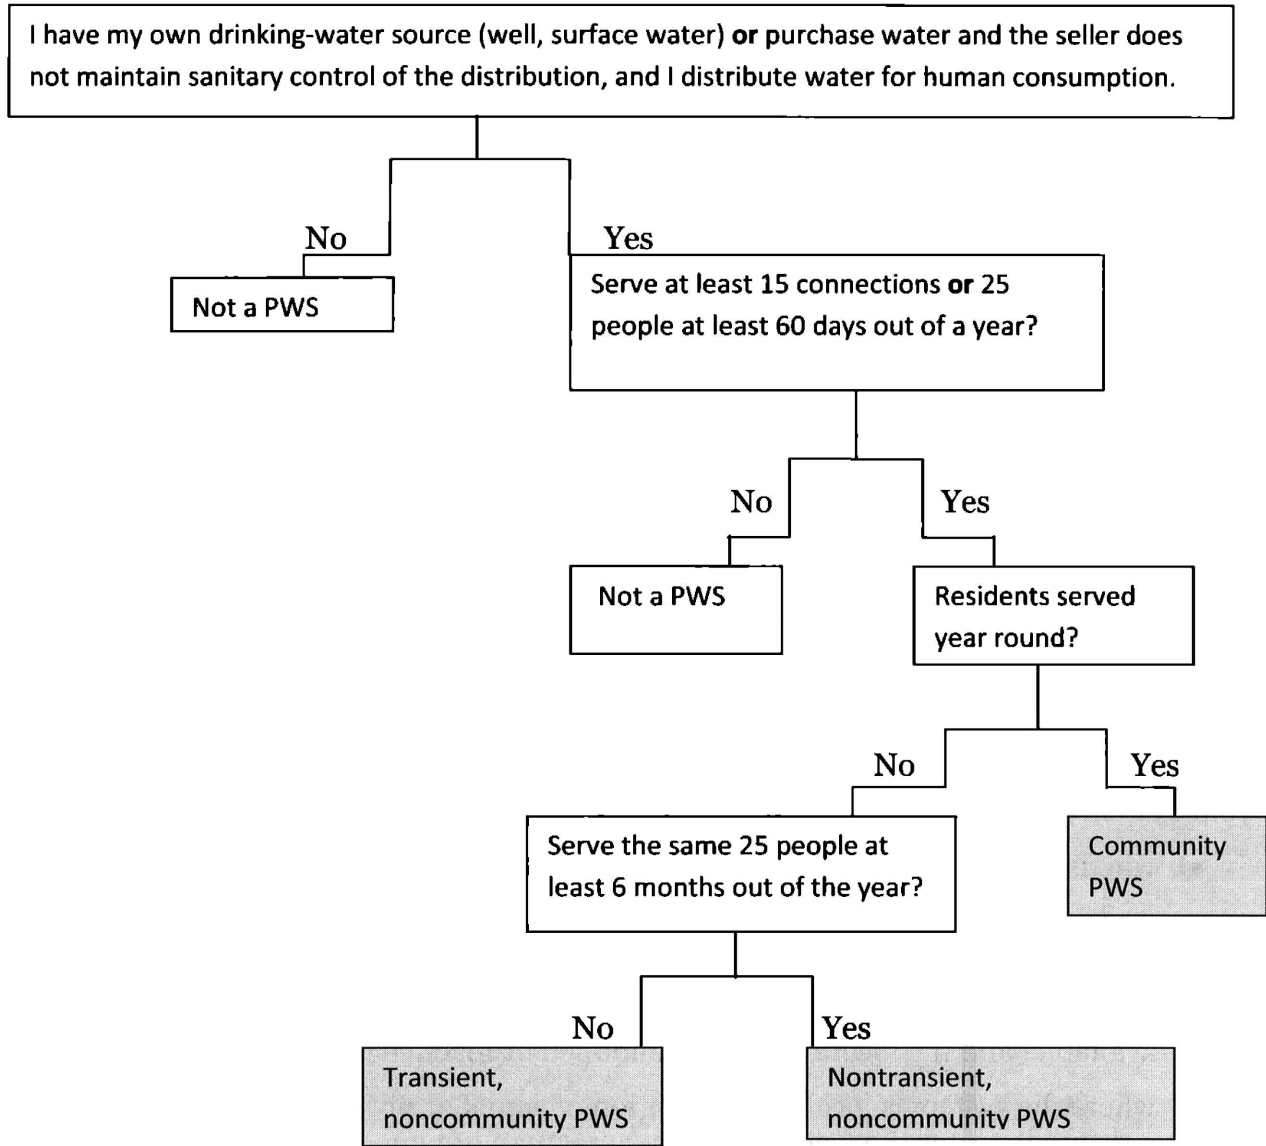 I have my own drinking-water source (well, surface water) or purchase water and the seller does
not maintain sanitary control of the distribution, and I distribute water for human consumption.
No
Yes
Not a PWS
Serve at least 15 connections or 25
people at least 60 days out of a year?
No
Yes
Not a PWS
Residents served
year round?
No
Yes
Serve the same 25 people at
least 6 months out of the year?
Community
PWS
No
Yes
Transient,
noncommunity PWS
Nontransient,
noncommunity PWS